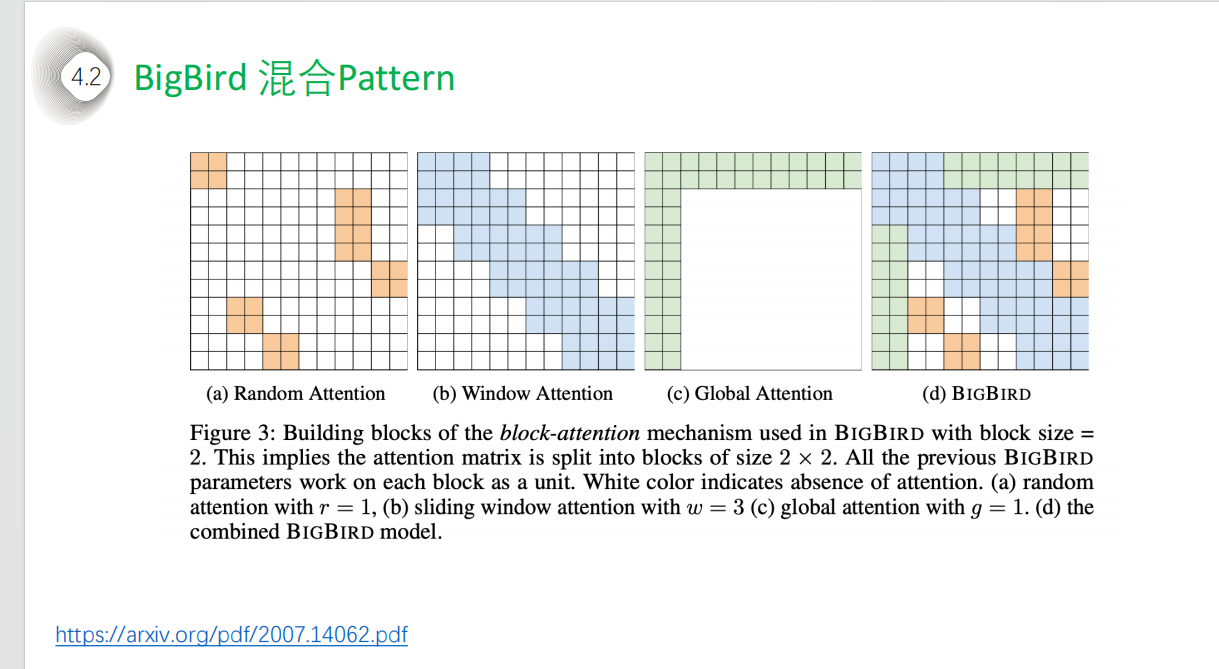 4.2
BigBird 混合Pattern
(a) Random Attention
(b) Window Attention
(c) Global Attention
(d) BIGBIRD
Figure 3: Building blocks of the block-attention mechanism used in BIGBIRD with block size =
2. This implies the attention matrix is split into blocks of size 2 × 2. All the previous BIGBIRD
parameters work on each block as a unit. White color indicates absence of attention. (a) random
attention with r = 1, (b) sliding window attention with w = 3 (c) global attention with g = 1. (d) the
combined BIGBIRD model.
https://arxiv.org/pdf/2007.14062.pdf